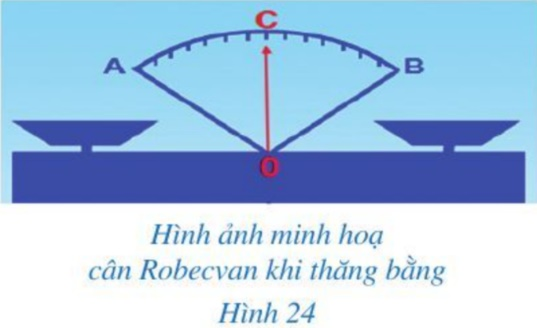 C
A B
O
Hình ảnh minh hoạ
cân Robecvan khi thăng bằng
Hình 24